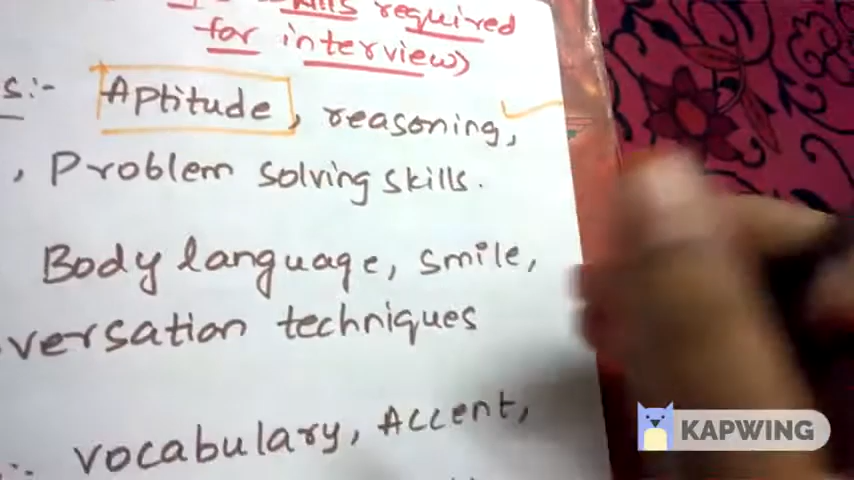 required
for interview)
s:- Aptitude, reasoning,
, Problem solving skills.
Body language, smile,
versation techniques
vocabulary, Accent,
KAPWING